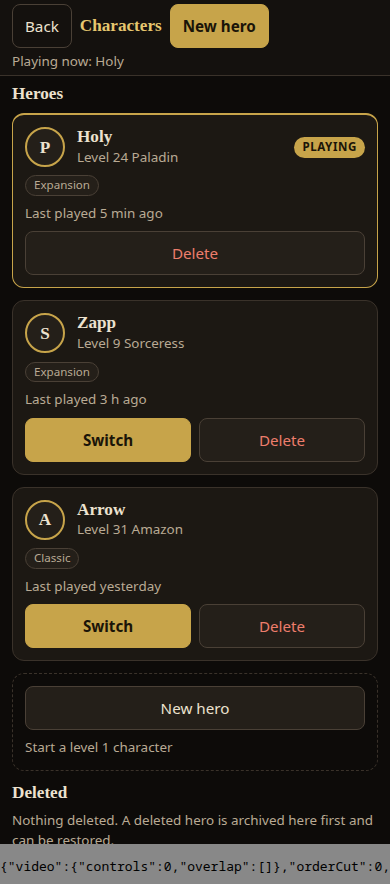 Back Characters New hero
Playing now: Holy
Heroes
P Holy
Level 24 Paladin
PLAYING
Expansion
Last played 5 min ago
Delete
S Zapp
Level 9 Sorceress
Expansion
Last played 3 h ago
Switch Delete
A Arrow
Level 31 Amazon
Classic
Last played yesterday
Switch Delete
New hero
Start a level 1 character
Deleted
Nothing deleted. A deleted hero is archived here first and
can be restored.
{"video":{"controls":0,"overlap":[]},"orderCut":0,